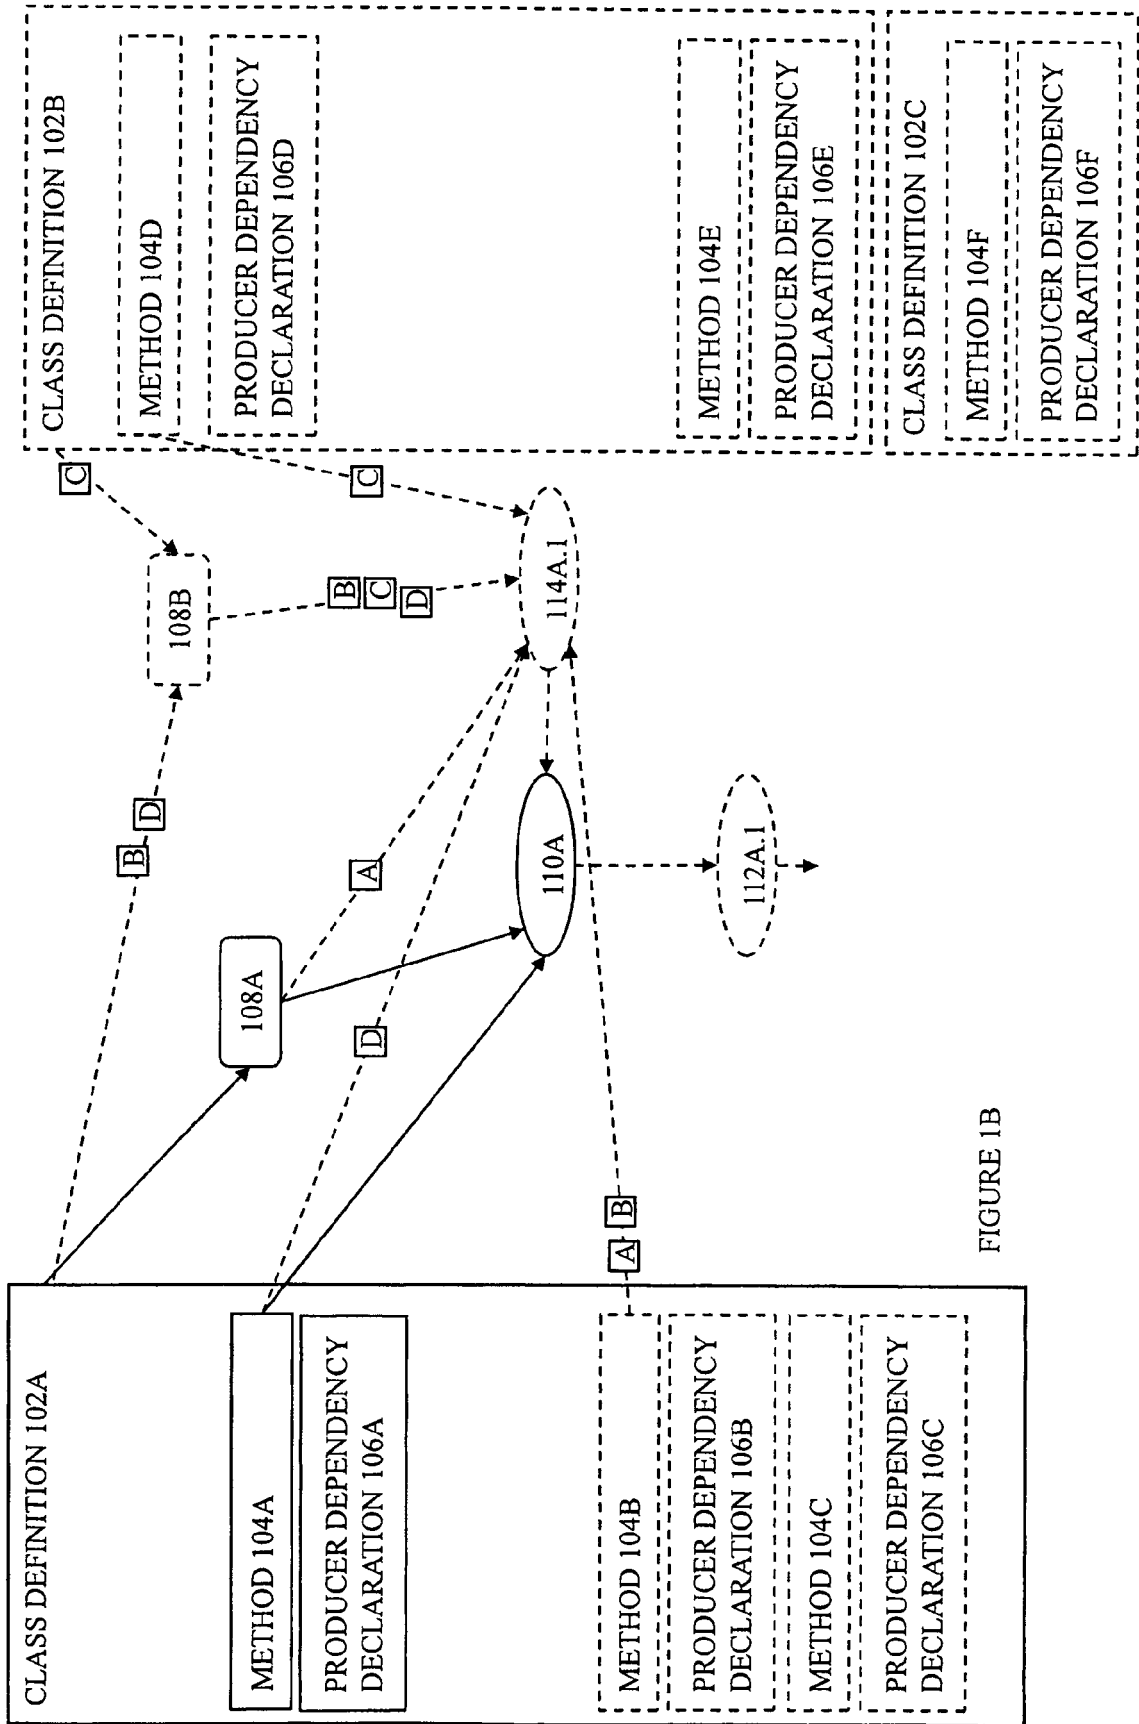 CLASS DEFINITION 102A
METHOD 104A
PRODUCER DEPENDENCY
DECLARATION 106A
METHOD 104B
PRODUCER DEPENDENCY
DECLARATION 106B
METHOD 104C
PRODUCER DEPENDENCY
DECLARATION 106C
B
D
108A
A
D
A
B
110A
112A.1
108B
B
C
D
114A.1
C
C
CLASS DEFINITION 102B
METHOD 104D
PRODUCER DEPENDENCY
DECLARATION 106D
METHOD 104E
PRODUCER DEPENDENCY
DECLARATION 106E
CLASS DEFINITION 102C
METHOD 104F
PRODUCER DEPENDENCY
DECLARATION 106F
FIGURE 1B